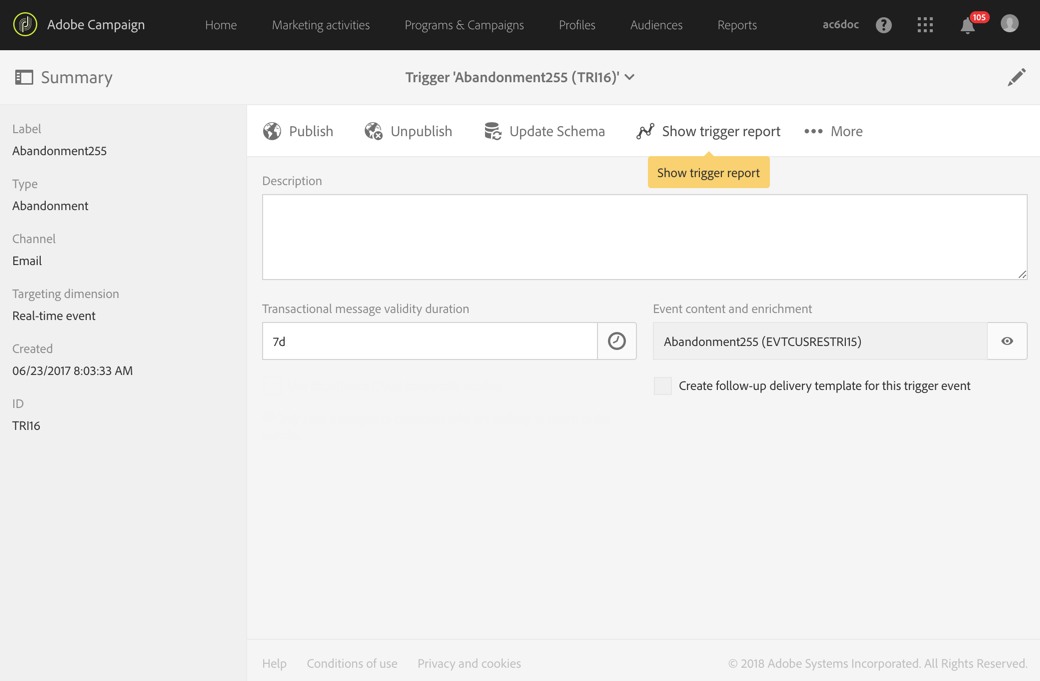 Adobe Campaign Home Marketing activities Programs & Campaigns Profiles Audiences Reports ac6doc ? 105
Summary Trigger 'Abandonment255 (TRI16)'
Label
Abandonment255
Type
Abandonment
Channel
Email
Targeting dimension
Real-time event
Created
06/23/2017 8:03:33 AM
ID
TRI16
Publish Unpublish Update Schema Show trigger report More
Show trigger report
Description
Transactional message validity duration
7d
Event content and enrichment
Abandonment255 (EVTCUSRESTRI15)
Create follow-up delivery template for this trigger event
Help Conditions of use Privacy and cookies © 2018 Adobe Systems Incorporated. All Rights Reserved.